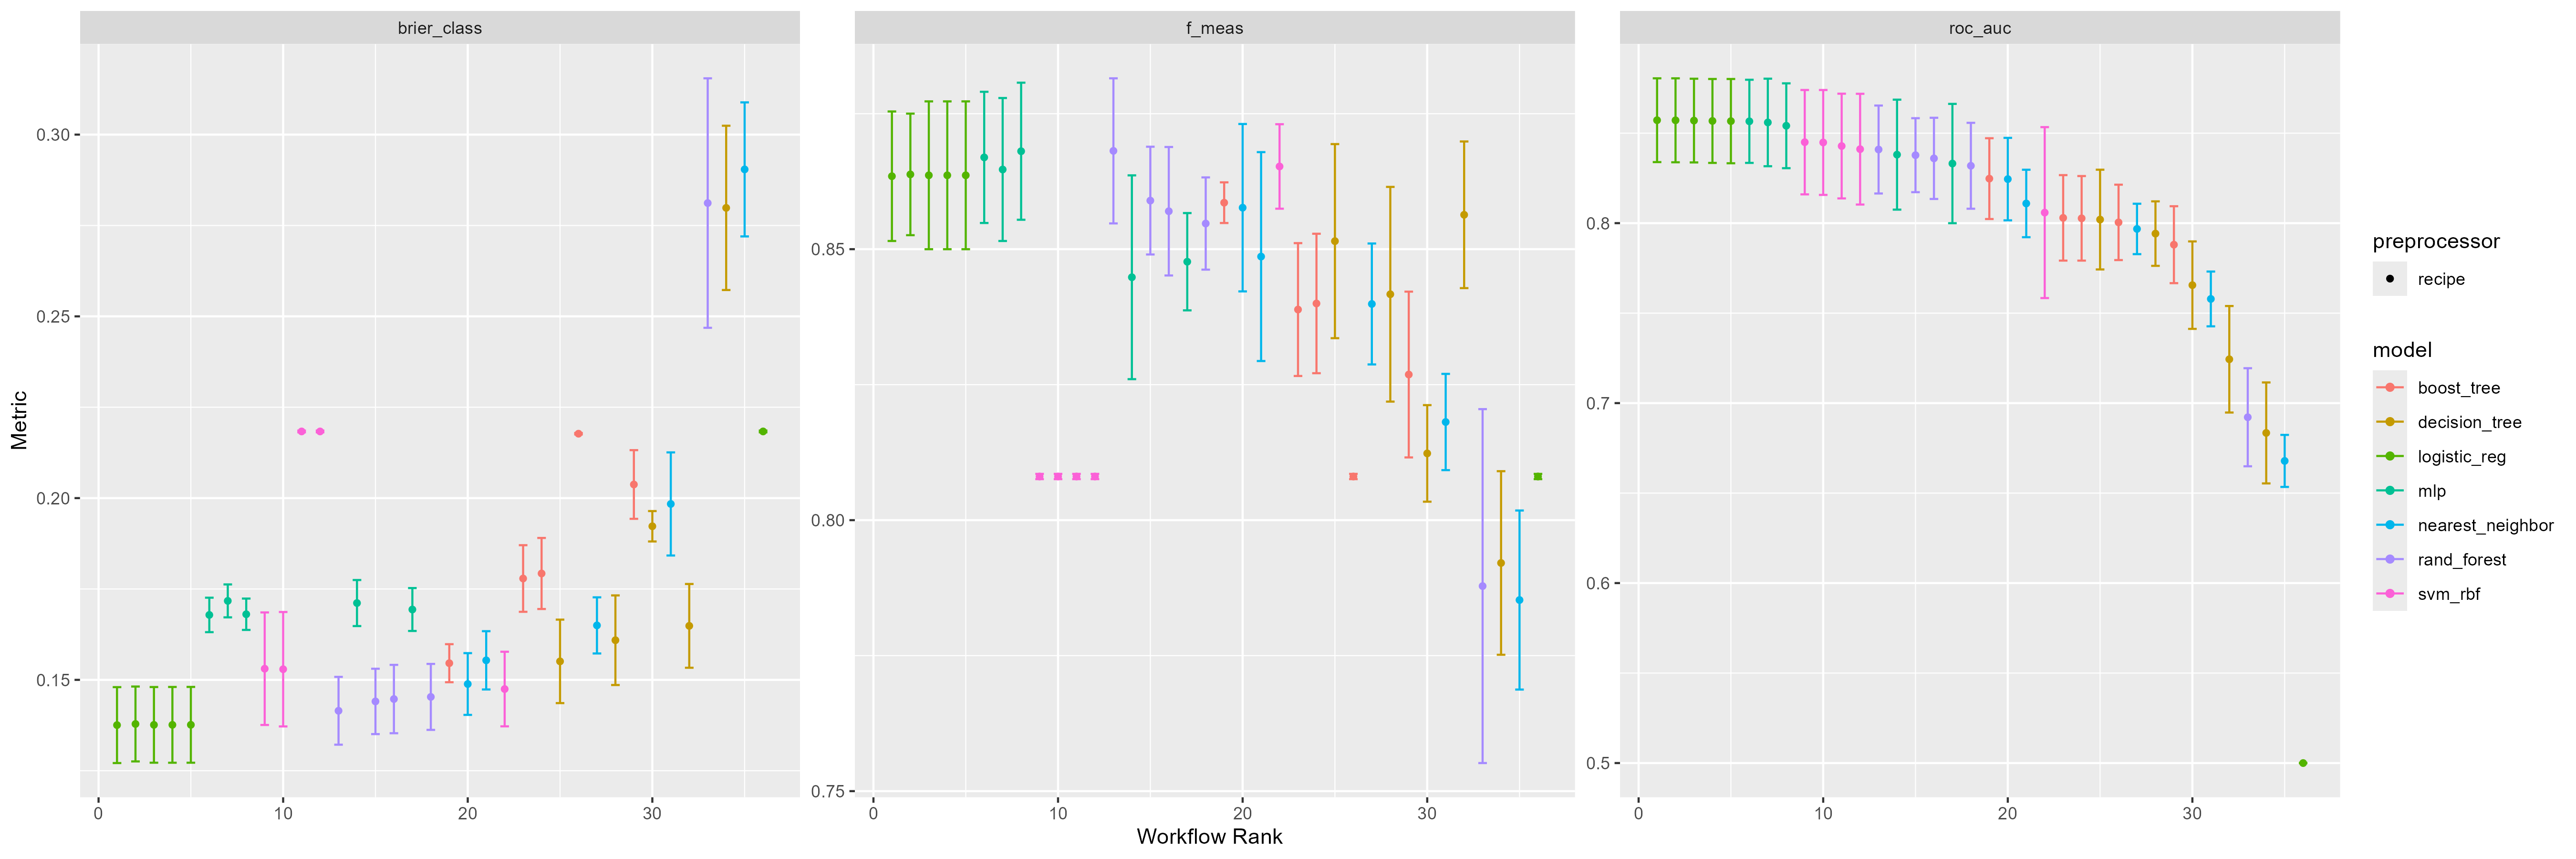 brier_class
f_meas
roc_auc
Metric
0.30
0.25
0.20
0.15
0.85
0.80
0.75
0.8
0.7
0.6
0.5
0 10 20 30
0 10 20 30
0 10 20 30
Workflow Rank
preprocessor
recipe
model
boost_tree
decision_tree
logistic_reg
mlp
nearest_neighbor
rand_forest
svm_rbf